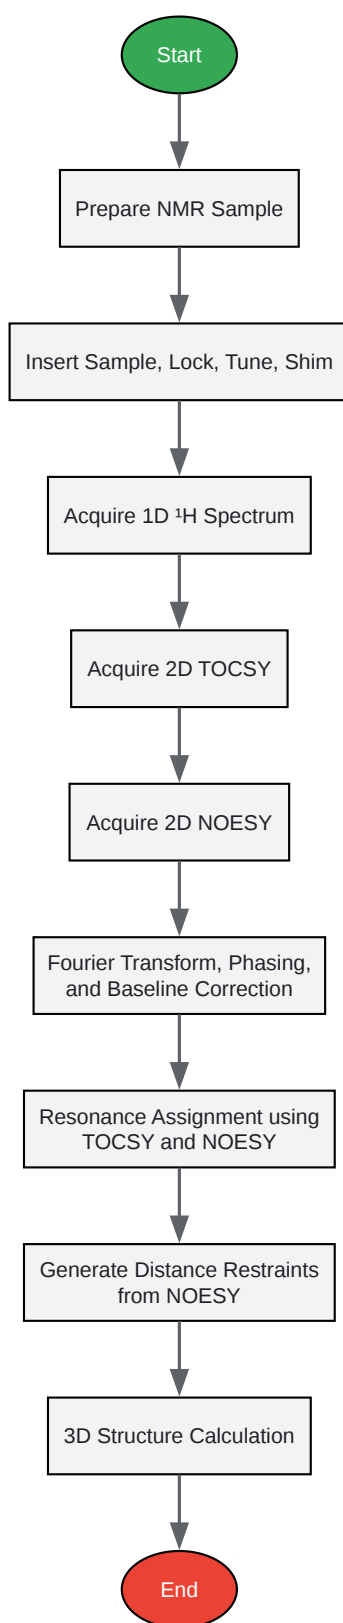 Start
Prepare NMR Sample
Insert Sample, Lock, Tune, Shim
Acquire 1D ¹H Spectrum
Acquire 2D TOCSY
Acquire 2D NOESY
Fourier Transform, Phasing,
and Baseline Correction
Resonance Assignment using
TOCSY and NOESY
Generate Distance Restraints
from NOESY
3D Structure Calculation
End